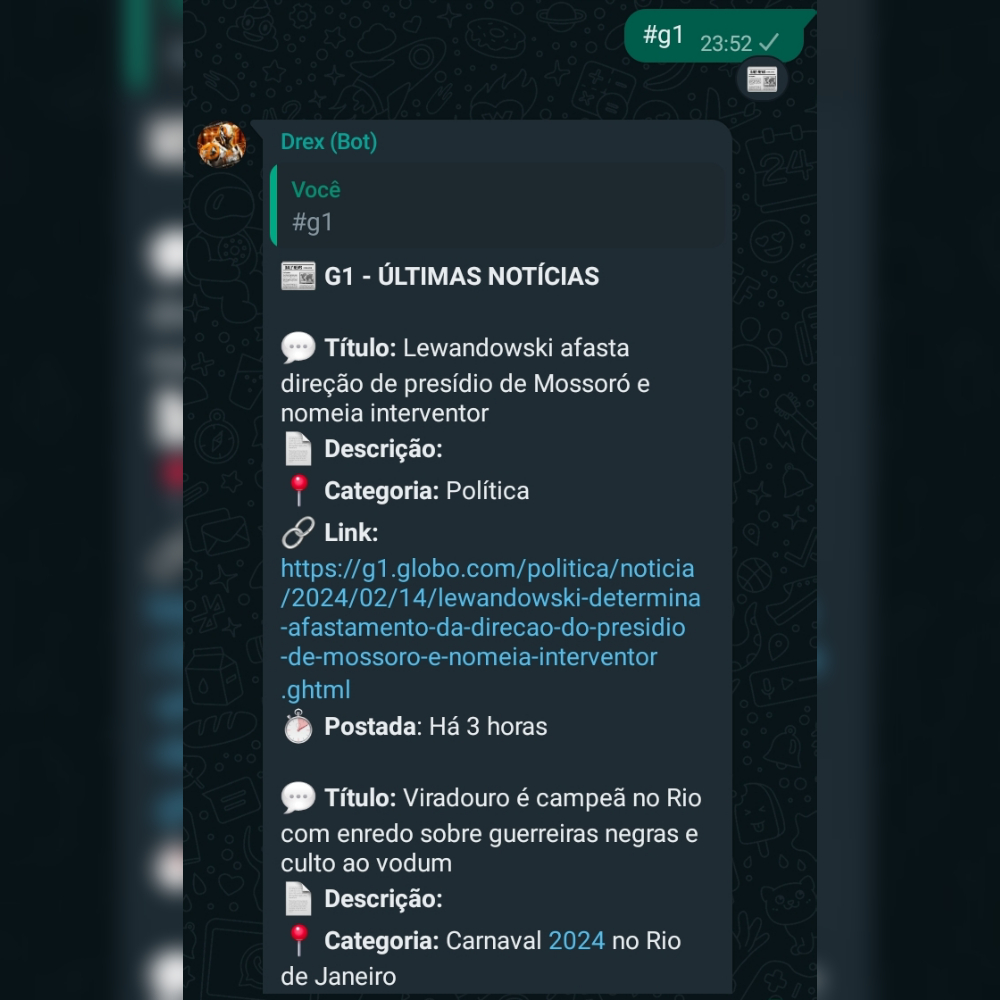 #g1 23:52
Drex (Bot)
Você
#g1
G1 - ÚLTIMAS NOTÍCIAS
Título: Lewandowski afasta
direção de presídio de Mossoró e
nomeia interventor
Descrição:
Categoria: Política
Link:
https://g1.globo.com/politica/noticia
/2024/02/14/lewandowski-determina
-afastamento-da-direcao-do-presidio
-de-mossoro-e-nomeia-interventor
.ghtml
Postada: Há 3 horas
Título: Viradouro é campeã no Rio
com enredo sobre guerreiras negras e
culto ao vodum
Descrição:
Categoria: Carnaval 2024 no Rio
de Janeiro